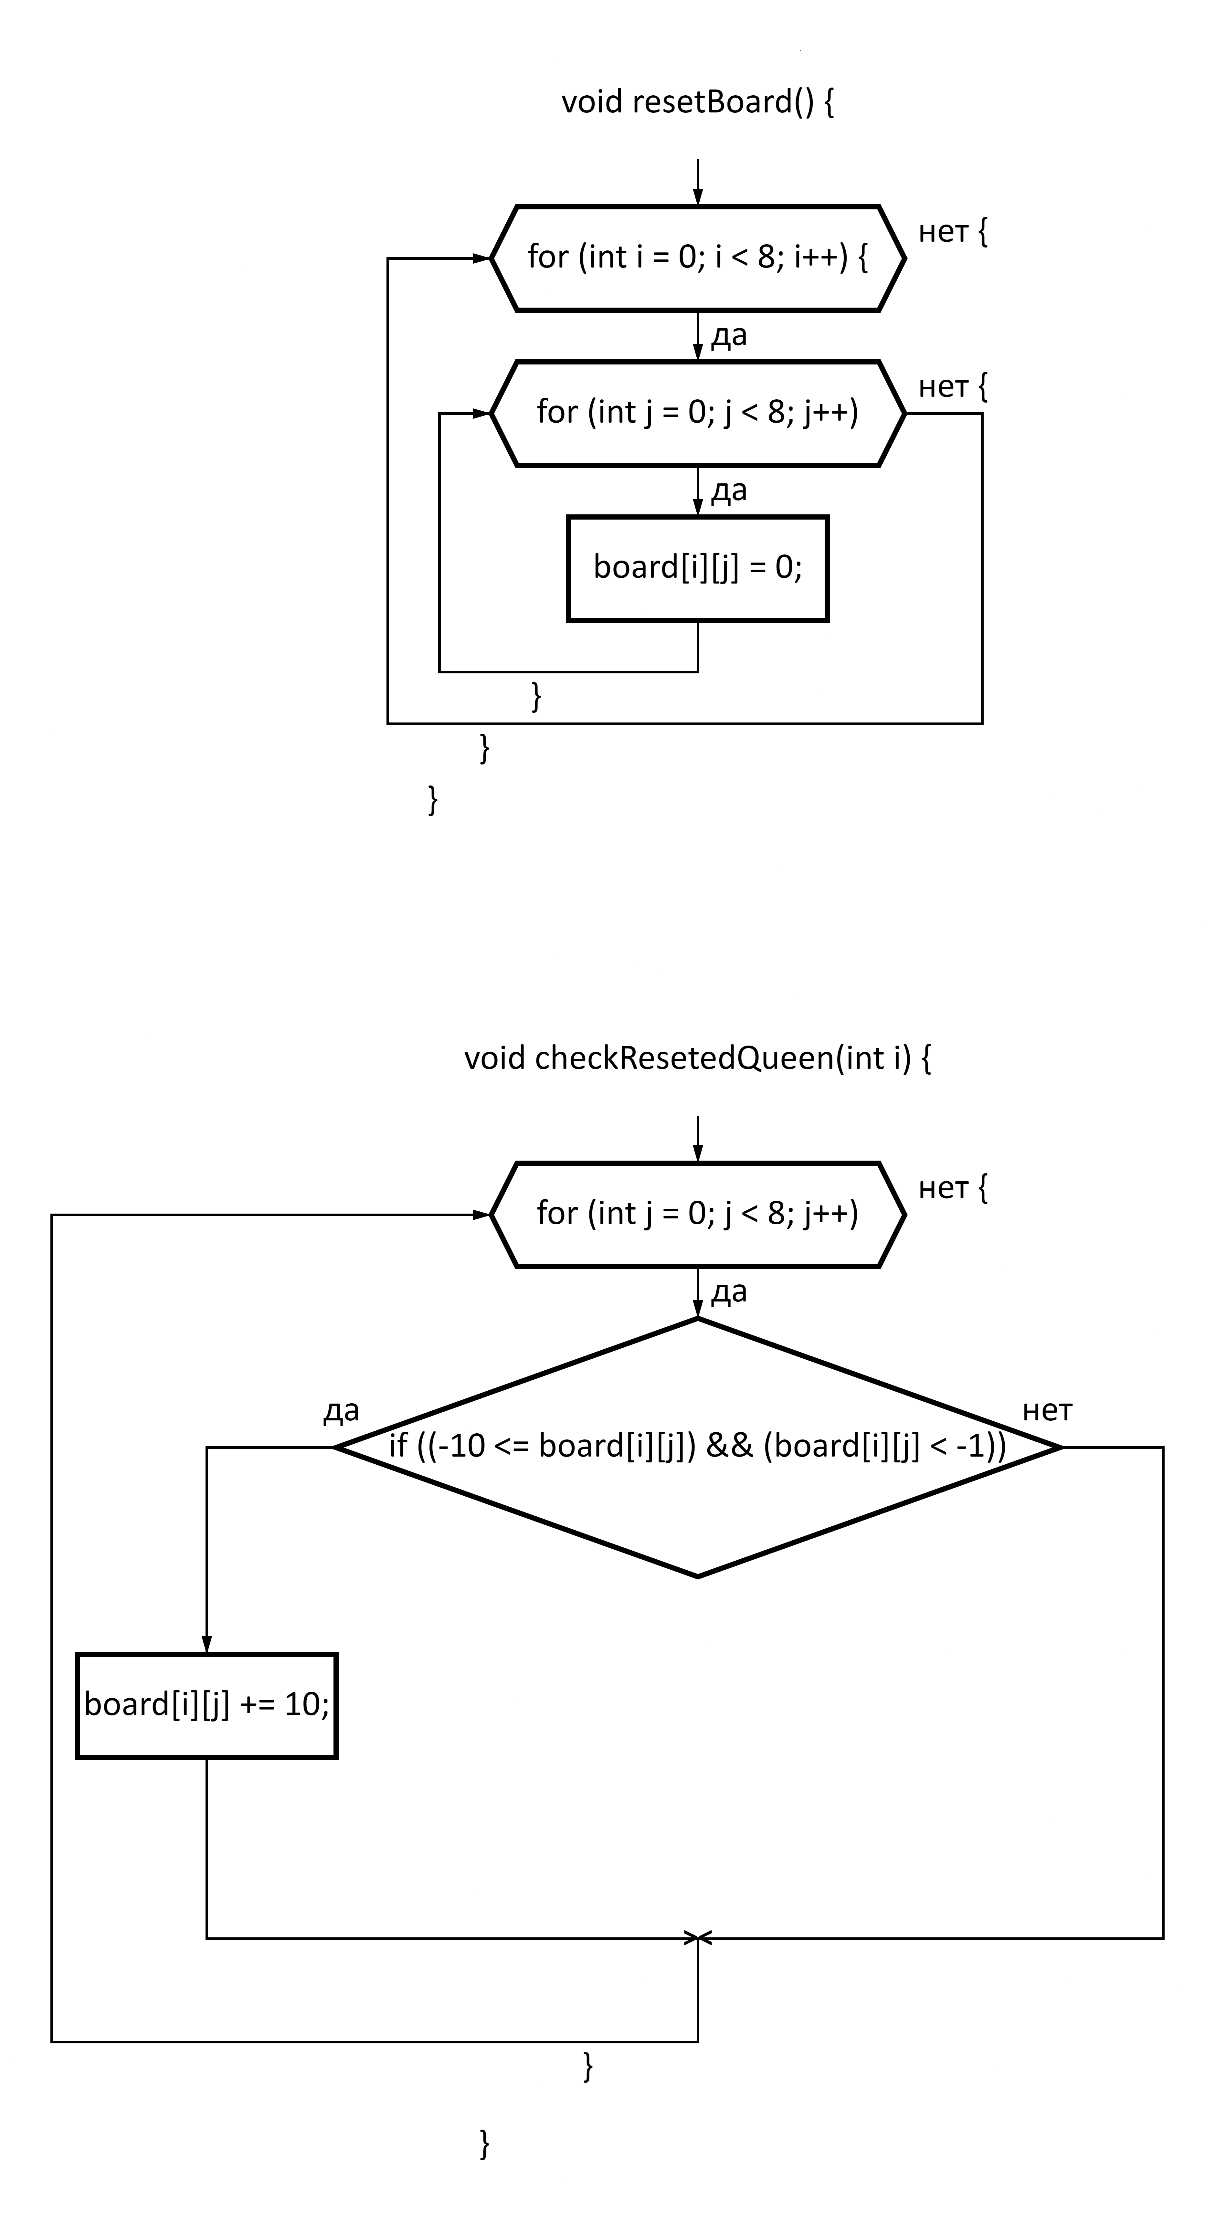 void resetBoard() {
for (int i = 0; i < 8; i++) {
нет {
да
for (int j = 0; j < 8; j++)
нет {
да
board[i][j] = 0;
}
}
}
void checkResetedQueen(int i) {
for (int j = 0; j < 8; j++)
нет {
да
да
нет
if ((-10 <= board[i][j]) && (board[i][j] < -1))
board[i][j] += 10;
}
}